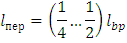 l_пер = (1/4 … 1/2) l_bp